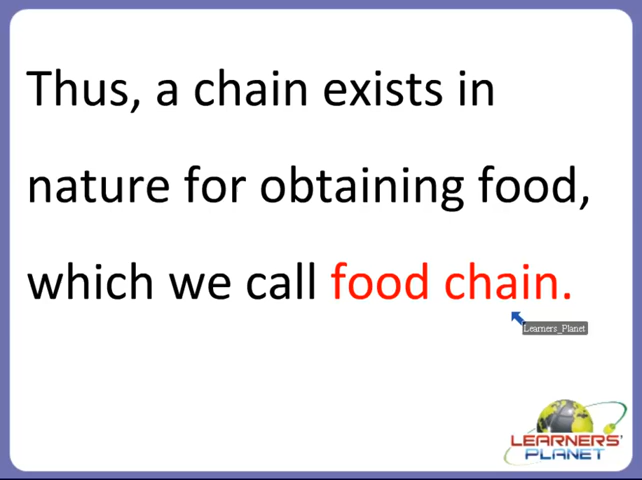 Thus, a chain exists in
nature for obtaining food,
which we call food chain.
Learners_Planet
LEARNERS'
PLANET